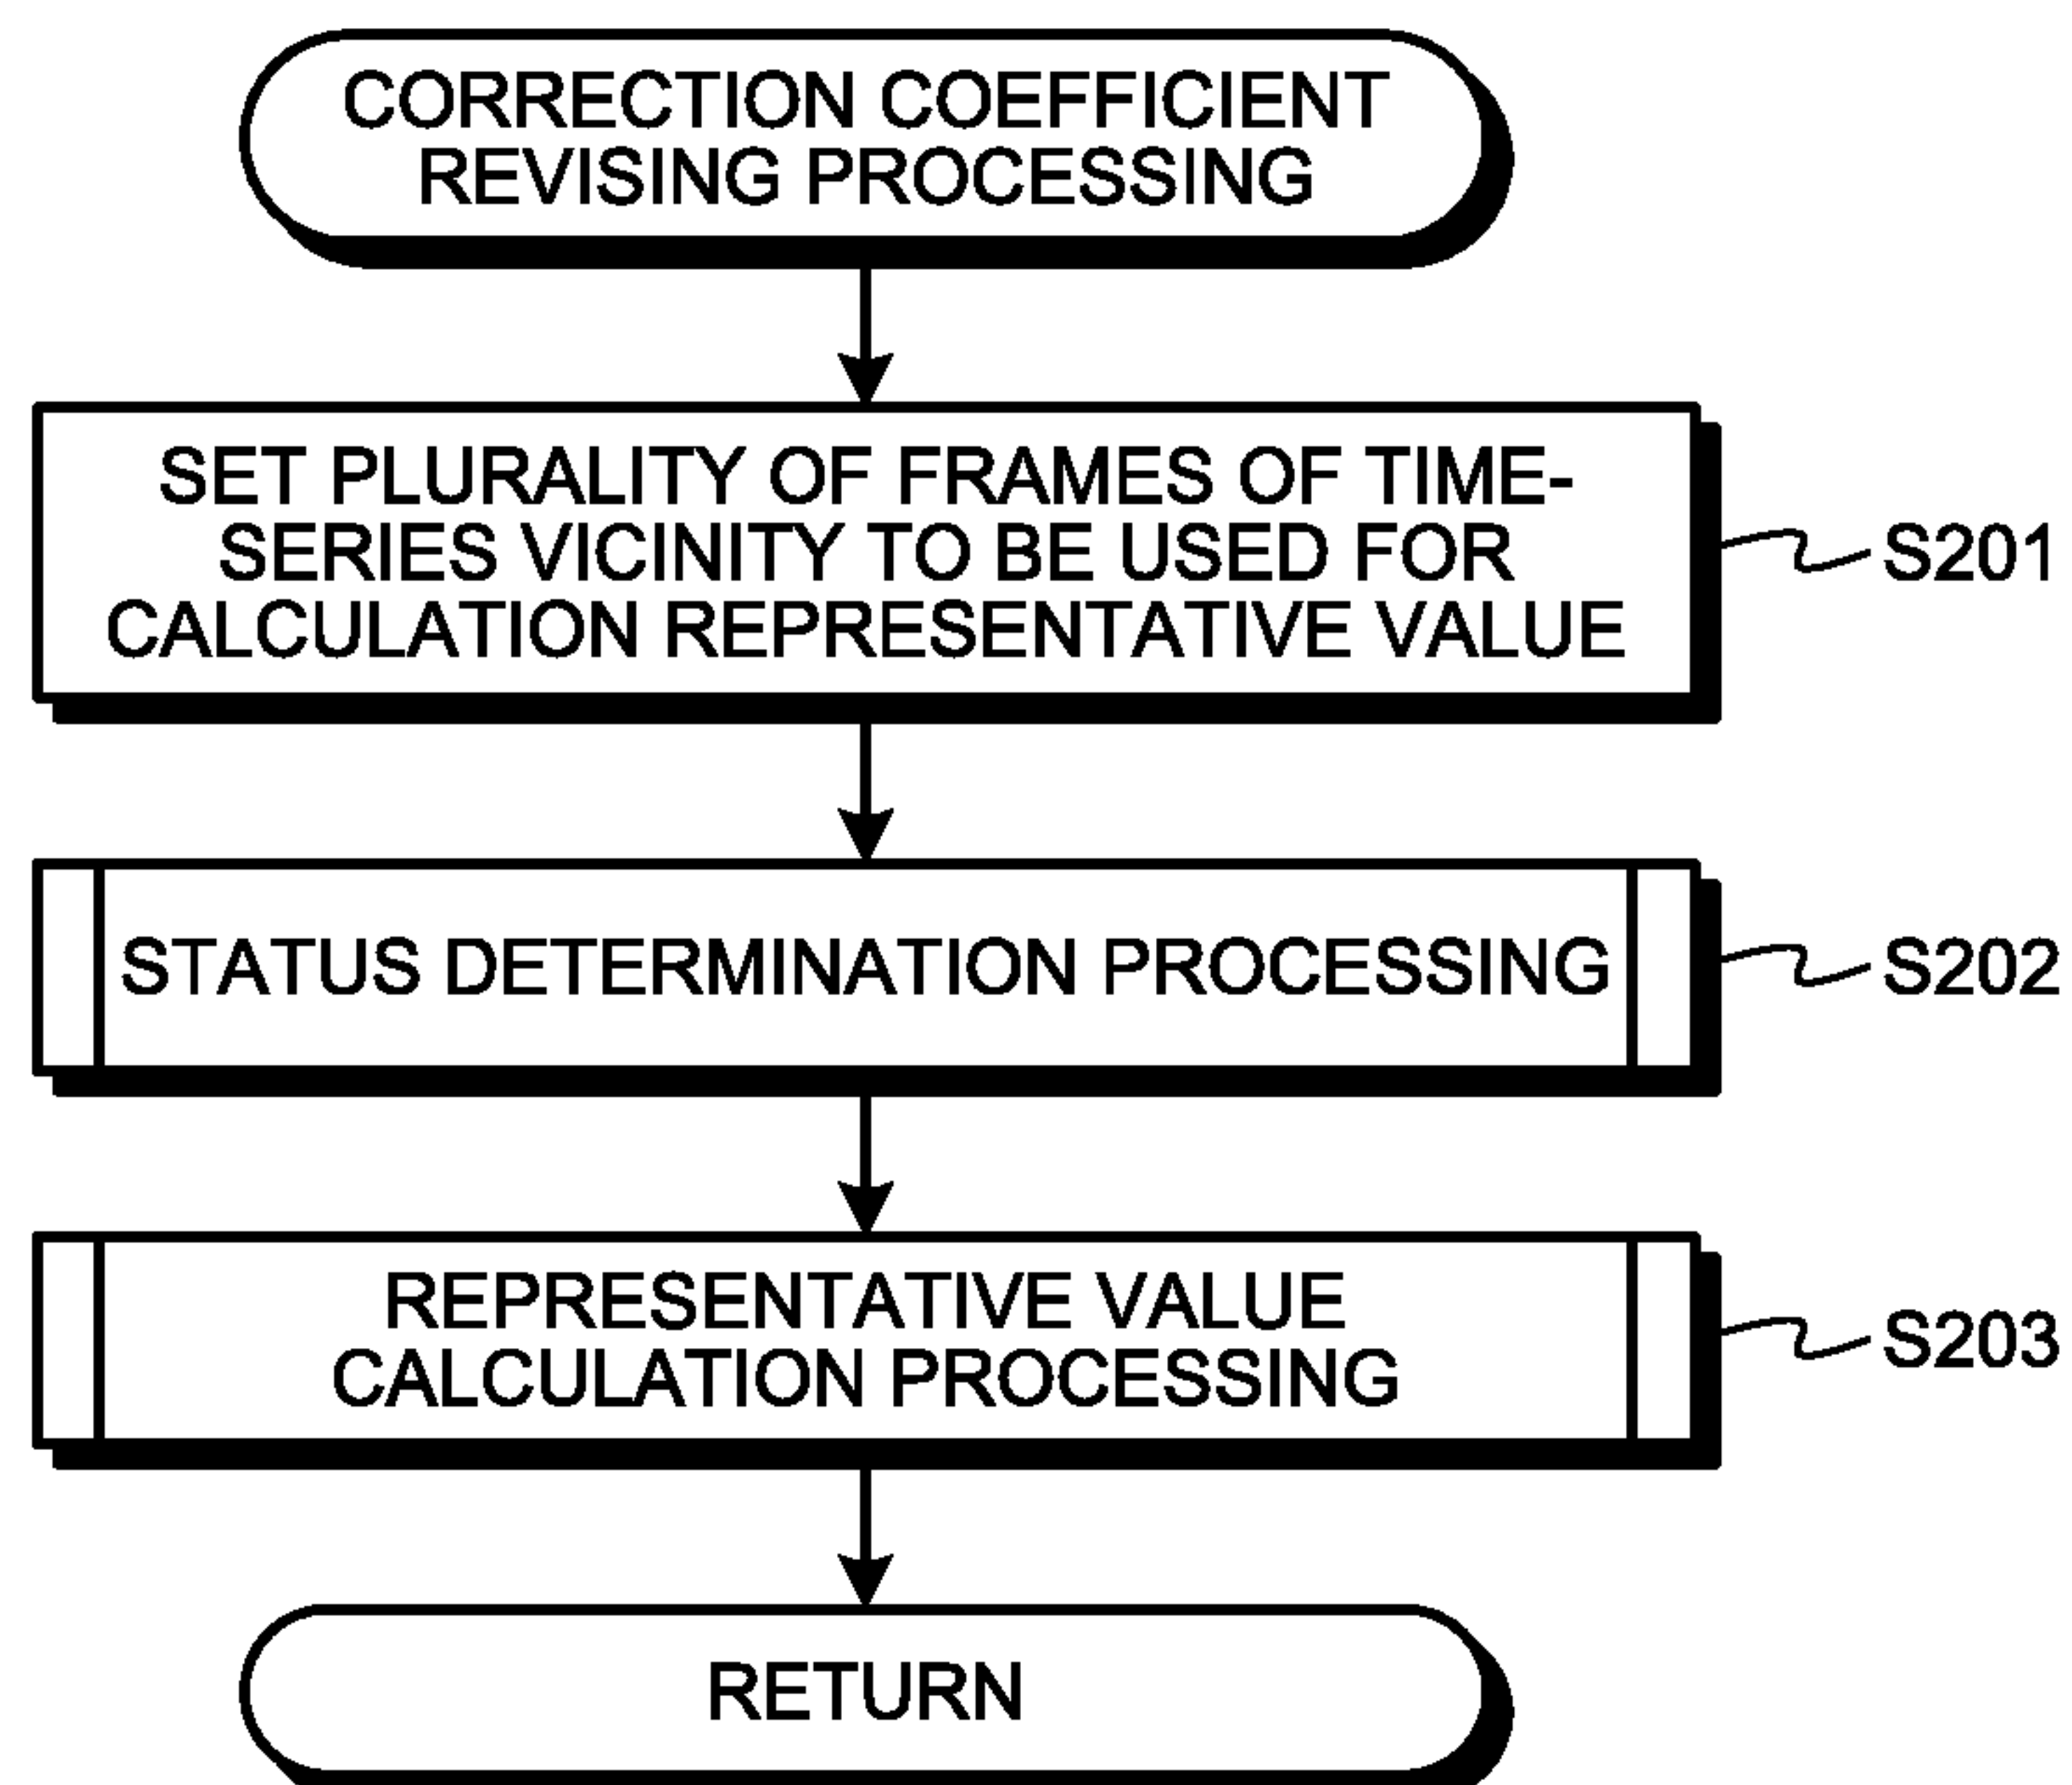 CORRECTION COEFFICIENT
REVISING PROCESSING
SET PLURALITY OF FRAMES OF TIME-
SERIES VICINITY TO BE USED FOR
CALCULATION REPRESENTATIVE VALUE
S201
STATUS DETERMINATION PROCESSING
S202
REPRESENTATIVE VALUE
CALCULATION PROCESSING
S203
RETURN